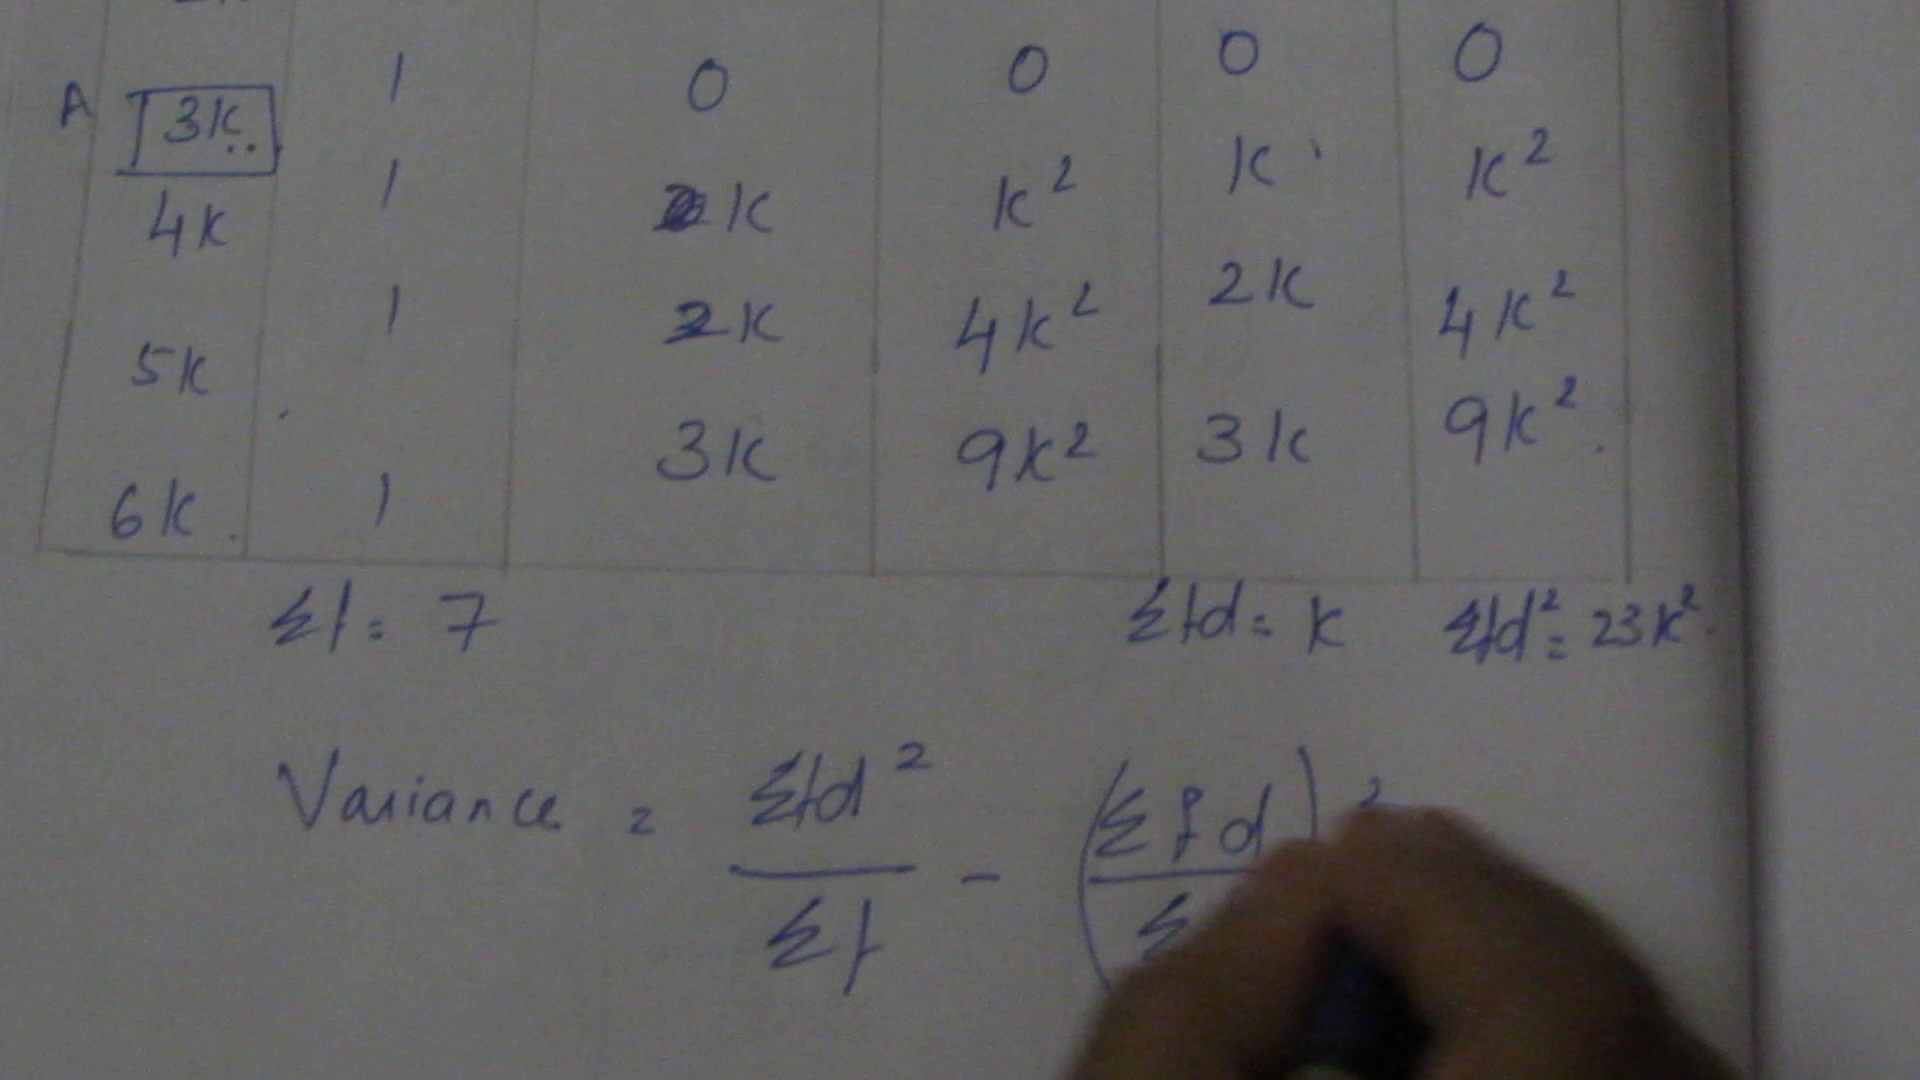 A 3k 1 0 0 0 0
4k 1 k k² k k²
5k 1 2k 4k² 2k 4k²
6k 1 3k 9k² 3k 9k²
Σf = 7 Σfd = k Σfd² = 23k²
Variance = Σfd² / Σf - (Σfd / Σ )²